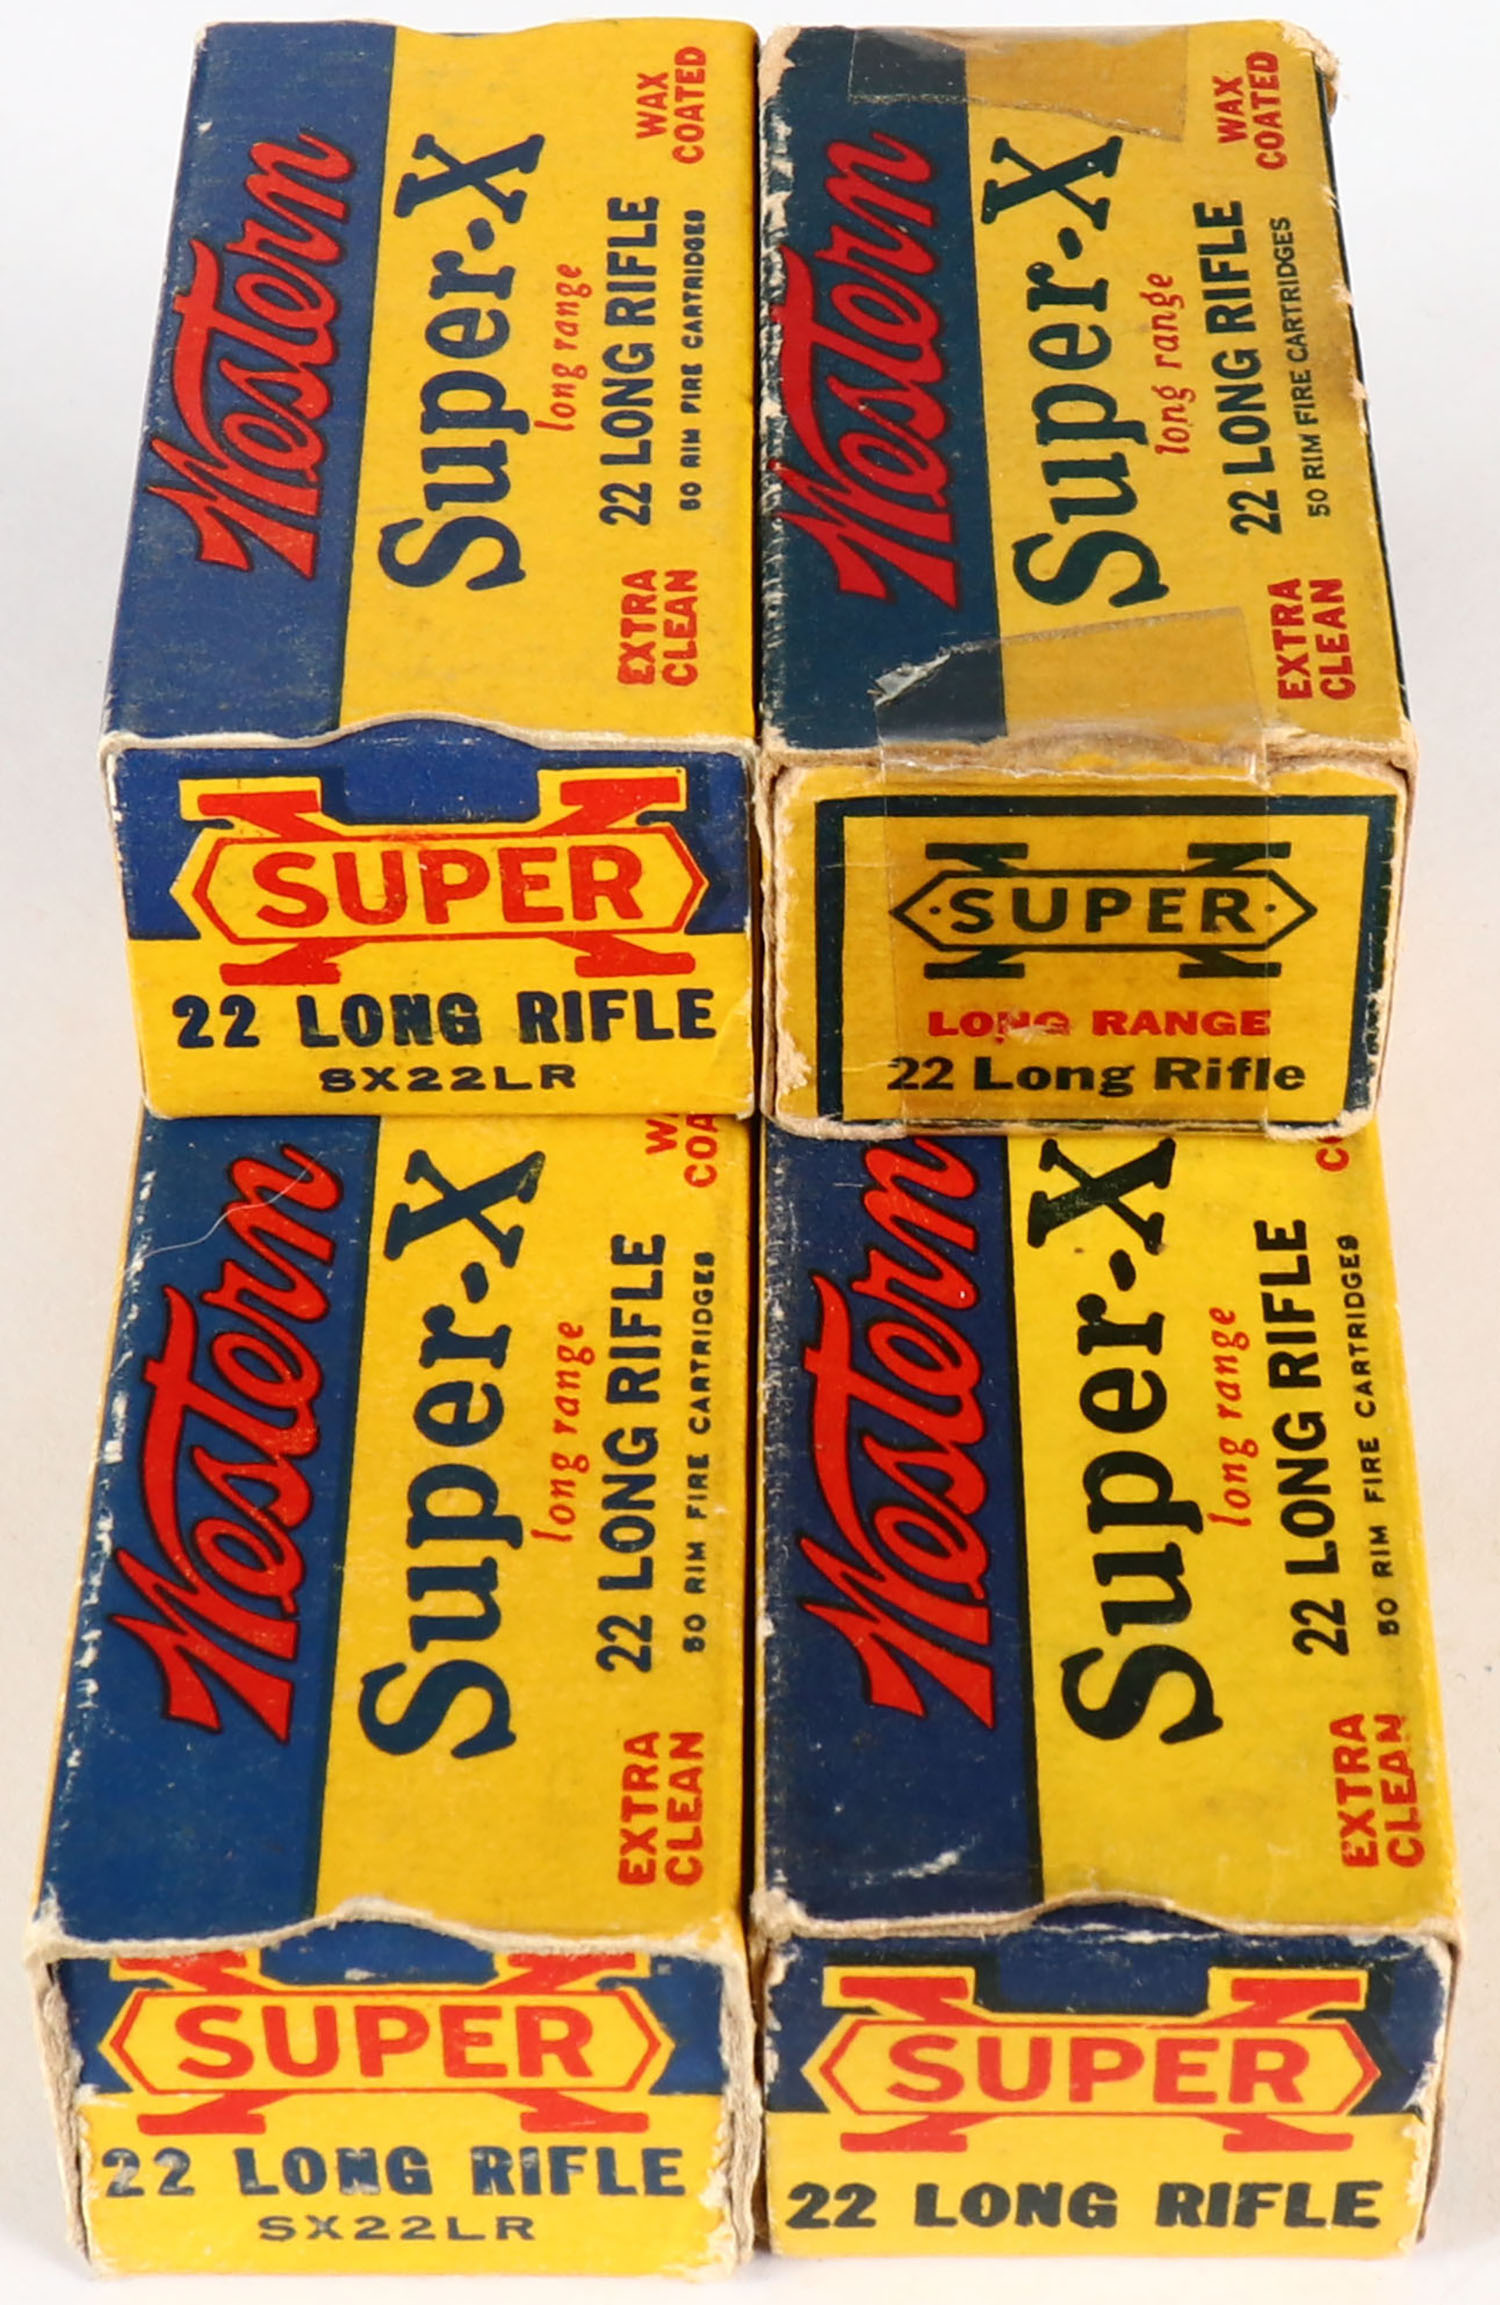 Western
Super-X
long range
22 LONG RIFLE
50 RIM FIRE CARTRIDGES
EXTRA
CLEAN
WAX
COATED
SUPER
22 LONG RIFLE
SX22LR
Western
Super-X
long range
22 LONG RIFLE
50 RIM FIRE CARTRIDGES
EXTRA
CLEAN
WAX
COATED
·SUPER·
LONG RANGE
22 Long Rifle
Western
Super-X
long range
22 LONG RIFLE
50 RIM FIRE CARTRIDGES
EXTRA
CLEAN
SUPER
22 LONG RIFLE
SX22LR
Western
Super-X
long range
22 LONG RIFLE
50 RIM FIRE CARTRIDGES
EXTRA
CLEAN
SUPER
22 LONG RIFLE